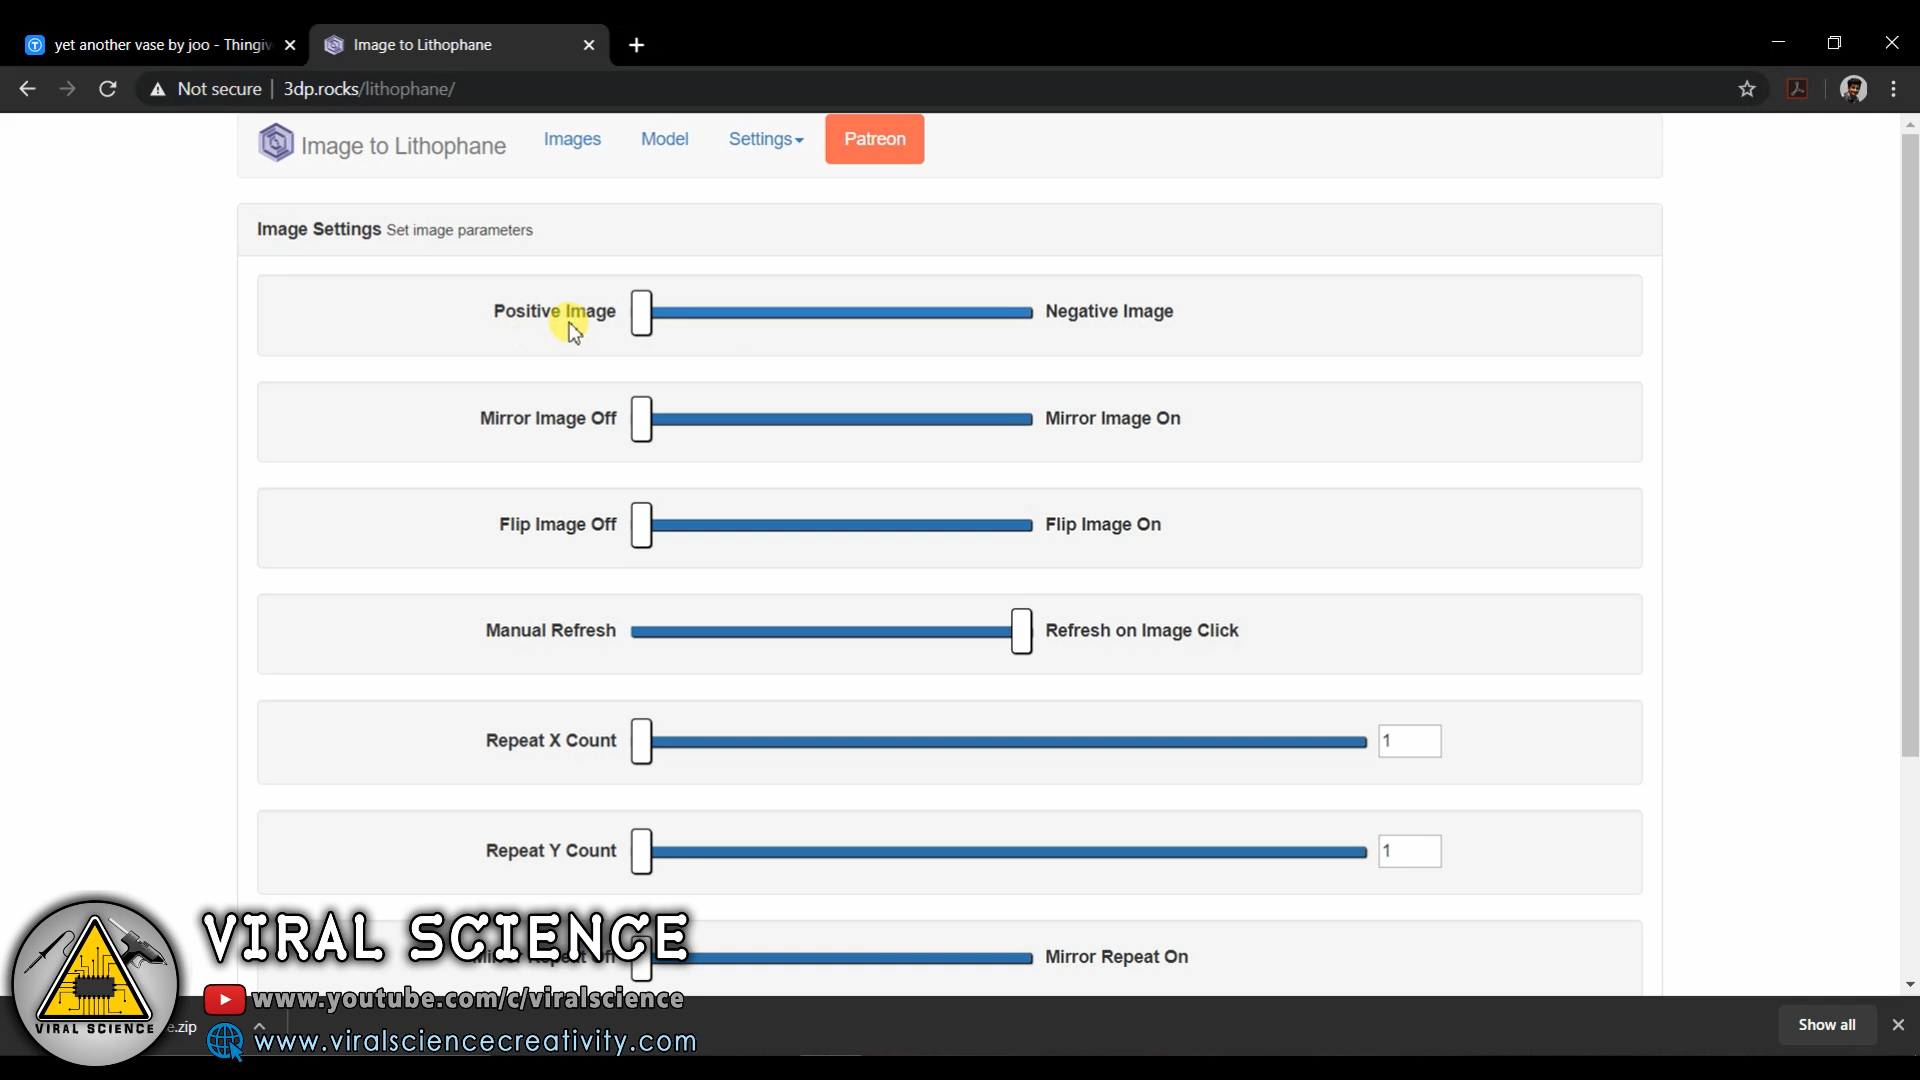 yet another vase by joo - Thingiv
Image to Lithophane
Not secure | 3dp.rocks/lithophane/
Image to Lithophane
Images
Model
Settings
Patreon
Image Settings Set image parameters
Positive Image
Negative Image
Mirror Image Off
Mirror Image On
Flip Image Off
Flip Image On
Manual Refresh
Refresh on Image Click
Repeat X Count
1
Repeat Y Count
1
Mirror Repeat Off
Mirror Repeat On
VIRAL SCIENCE
www.youtube.com/c/viralscience
VIRAL SCIENCE
e.zip
www.viralsciencecreativity.com
Show all